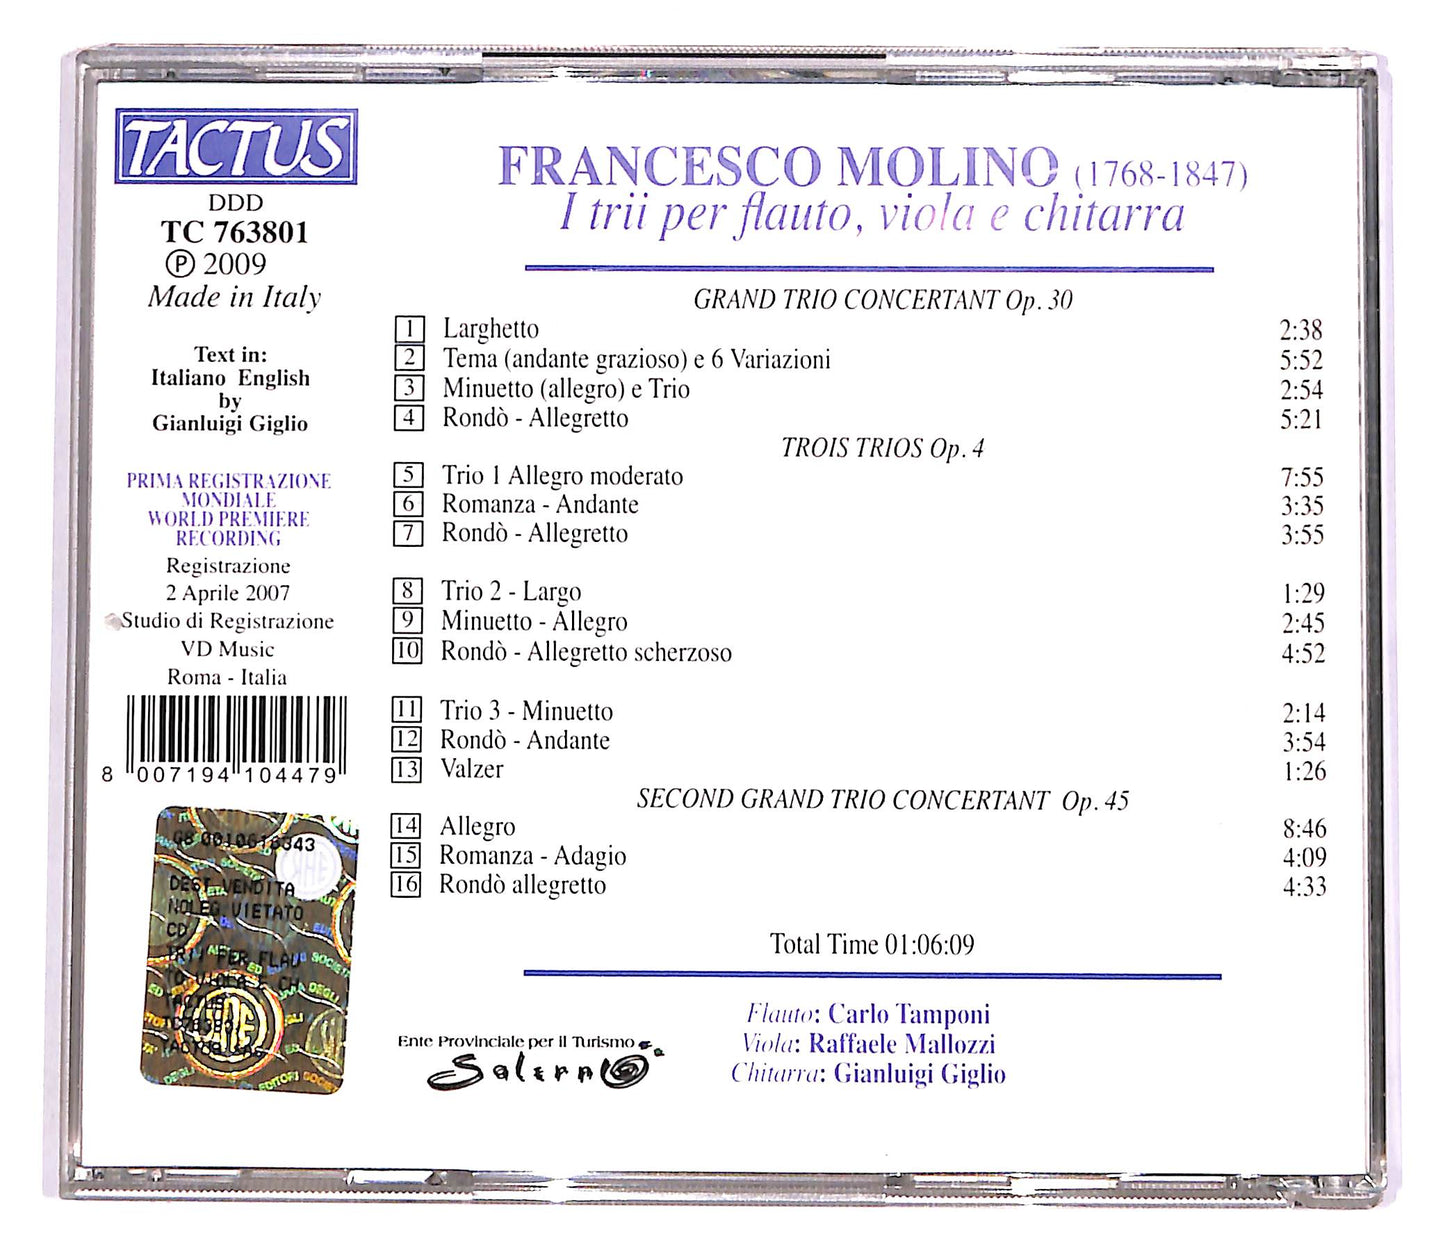 TACTUS
DDD
TC 763801
Ⓟ 2009
Made in Italy
Text in:
Italiano English
by
Gianluigi Giglio
PRIMA REGISTRAZIONE
MONDIALE
WORLD PREMIERE
RECORDING
Registrazione
2 Aprile 2007
Studio di Registrazione
VD Music
Roma - Italia
8 007194 104479
DEST VENDITA
NOLEG VIETATO
CD
TRII PER FLAU
FRANCESCO MOLINO (1768-1847)
I trii per flauto, viola e chitarra
GRAND TRIO CONCERTANT Op. 30
1 Larghetto 2:38
2 Tema (andante grazioso) e 6 Variazioni 5:52
3 Minuetto (allegro) e Trio 2:54
4 Rondò - Allegretto 5:21
TROIS TRIOS Op. 4
5 Trio 1 Allegro moderato 7:55
6 Romanza - Andante 3:35
7 Rondò - Allegretto 3:55
8 Trio 2 - Largo 1:29
9 Minuetto - Allegro 2:45
10 Rondò - Allegretto scherzoso 4:52
11 Trio 3 - Minuetto 2:14
12 Rondò - Andante 3:54
13 Valzer 1:26
SECOND GRAND TRIO CONCERTANT Op. 45
14 Allegro 8:46
15 Romanza - Adagio 4:09
16 Rondò allegretto 4:33
Total Time 01:06:09
Ente Provinciale per il Turismo
Salerno
Flauto: Carlo Tamponi
Viola: Raffaele Mallozzi
Chitarra: Gianluigi Giglio